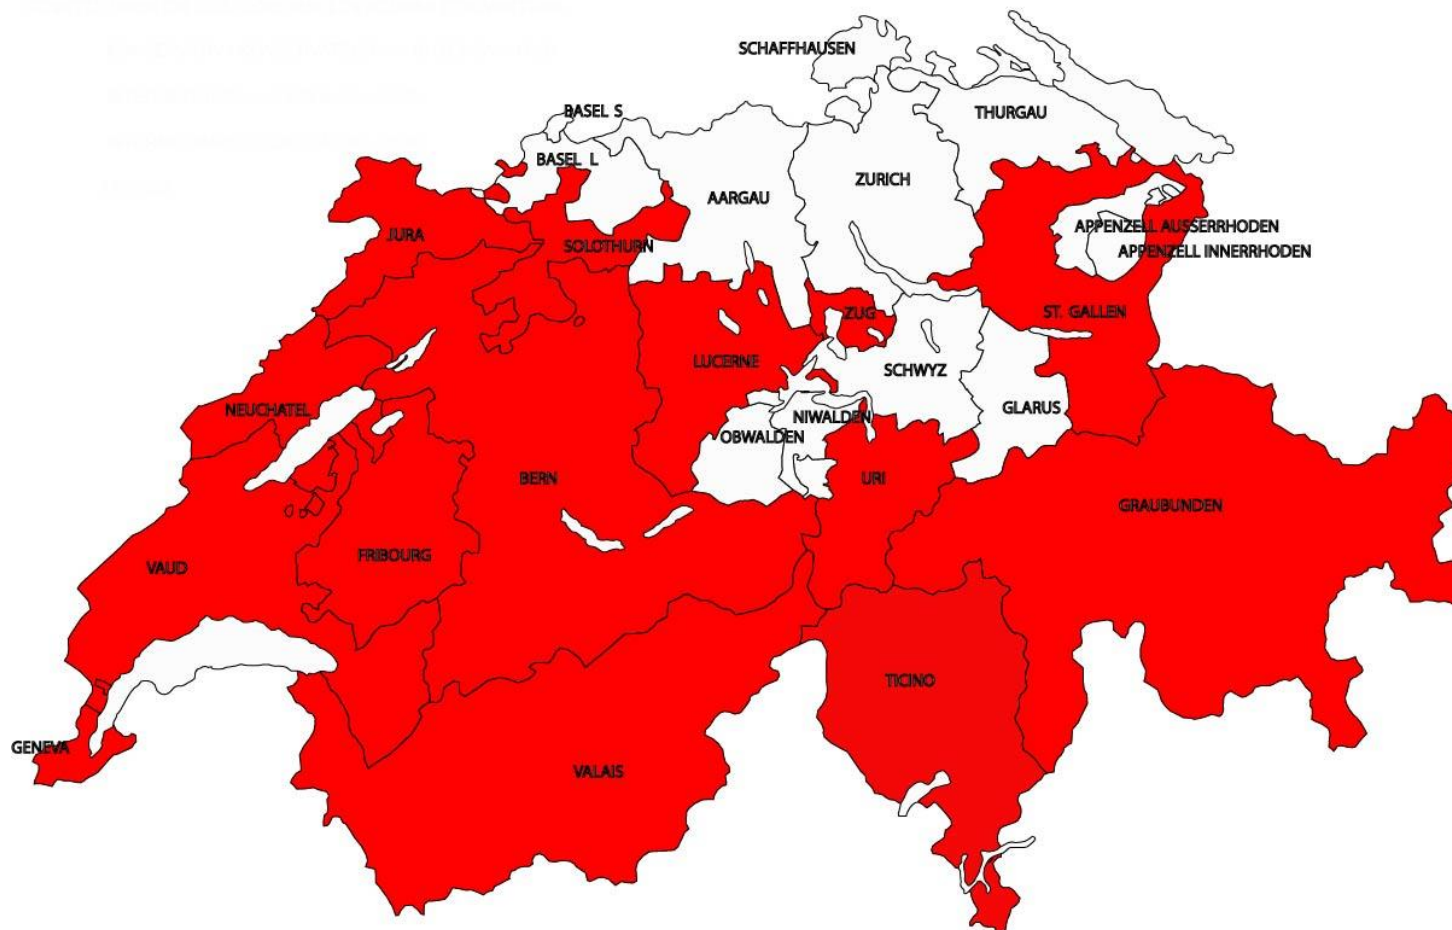 SCHAFFHAUSEN
BASEL S
THURGAU
BASEL L
ZURICH
AARGAU
APPENZELL AUSSERRHODEN
JURA
SOLOTHURN
APPENZELL INNERRHODEN
ZUG
ST. GALLEN
LUCERNE
SCHWYZ
NEUCHATEL
GLARUS
NIWALDEN
OBWALDEN
BERN
URI
GRAUBUNDEN
FRIBOURG
VAUD
TICINO
GENEVA
VALAIS